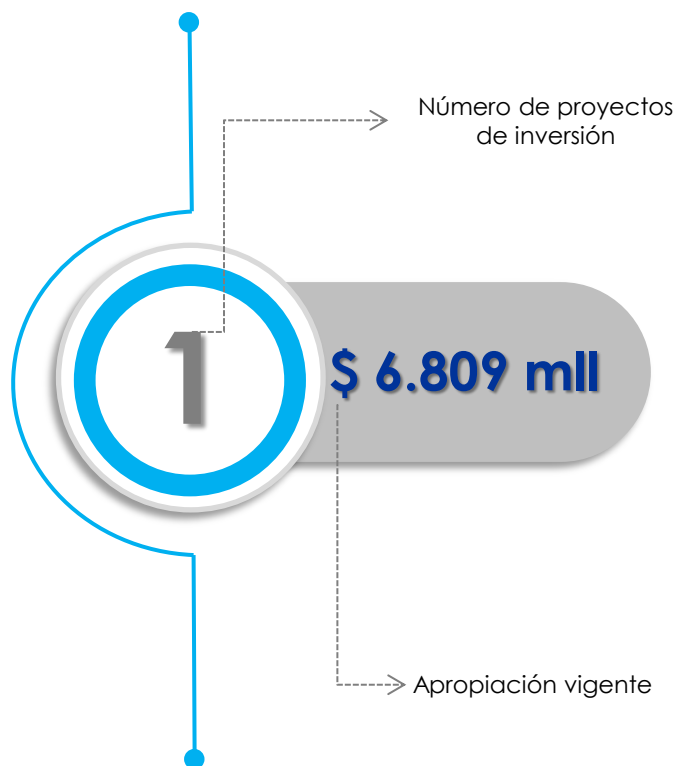 Número de proyectos
de inversión
1
$ 6.809 mll
Apropiación vigente